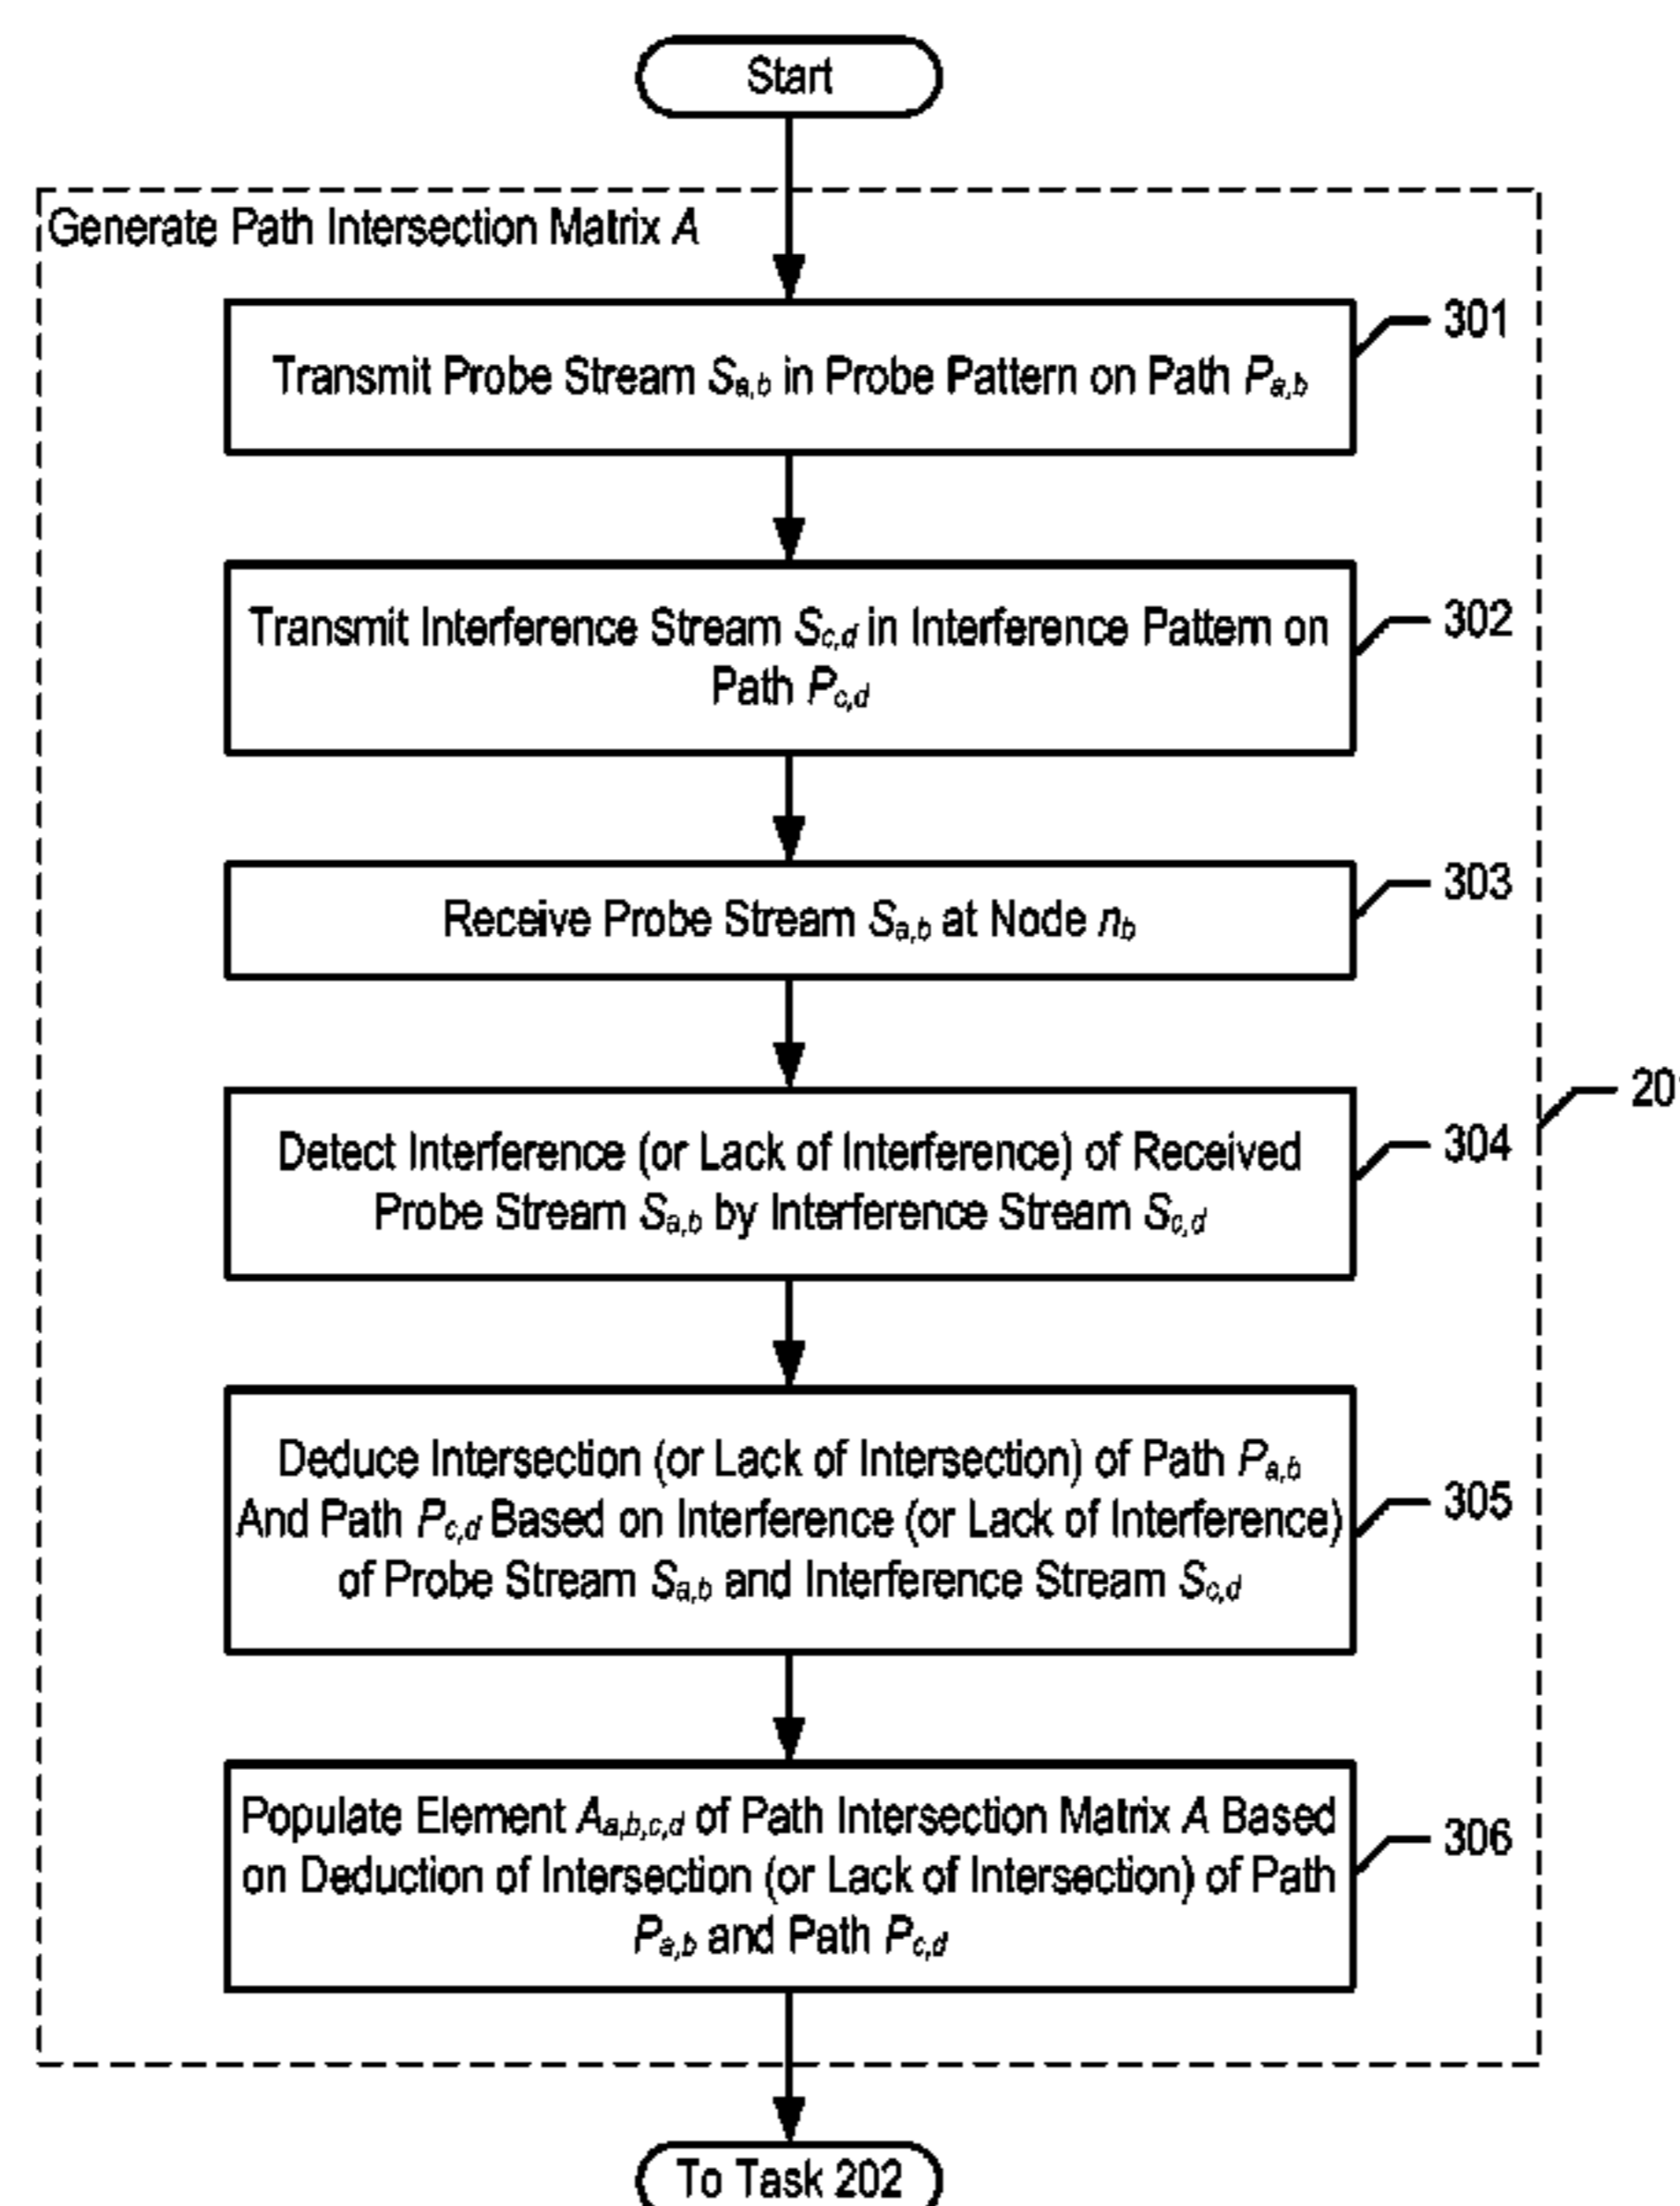 Start
Generate Path Intersection Matrix A
301
Transmit Probe Stream Sa,b in Probe Pattern on Path Pa,b
302
Transmit Interference Stream Sc,d in Interference Pattern on
Path Pc,d
303
Receive Probe Stream Sa,b at Node nb
20
304
Detect Interference (or Lack of Interference) of Received
Probe Stream Sa,b by Interference Stream Sc,d
305
Deduce Intersection (or Lack of Intersection) of Path Pa,b
And Path Pc,d Based on Interference (or Lack of Interference)
of Probe Stream Sa,b and Interference Stream Sc,d
306
Populate Element Aa,b,c,d of Path Intersection Matrix A Based
on Deduction of Intersection (or Lack of Intersection) of Path
Pa,b and Path Pc,d
To Task 202